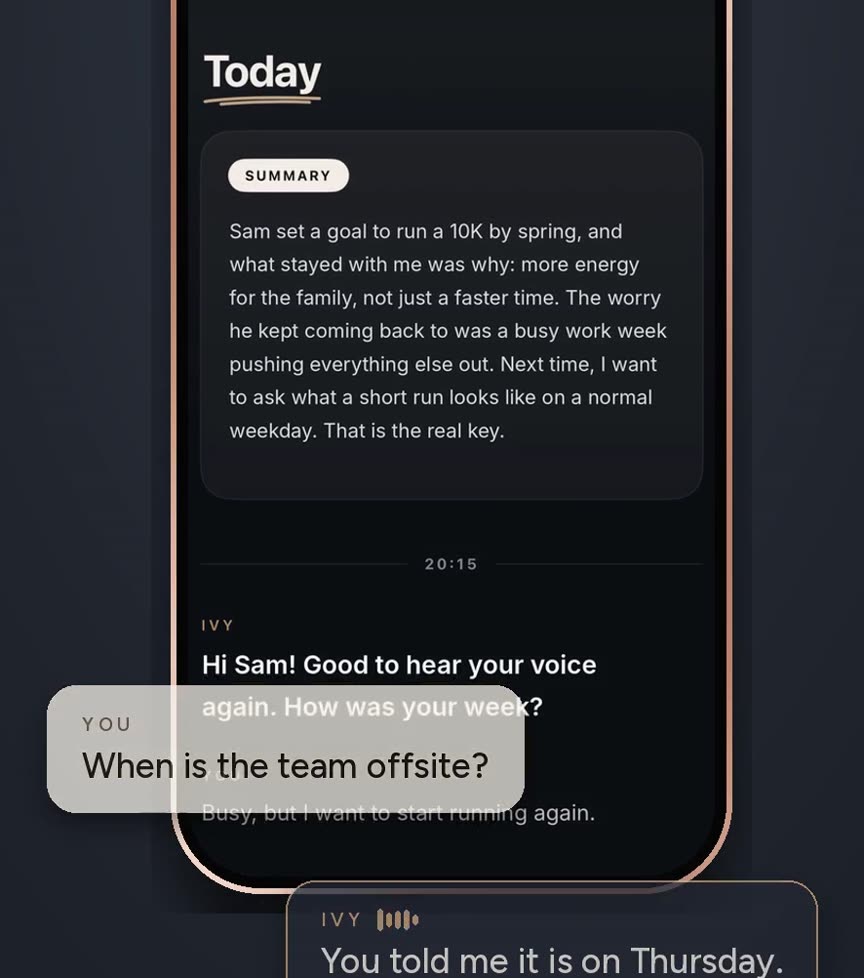 Today
SUMMARY
Sam set a goal to run a 10K by spring, and
what stayed with me was why: more energy
for the family, not just a faster time. The worry
he kept coming back to was a busy work week
pushing everything else out. Next time, I want
to ask what a short run looks like on a normal
weekday. That is the real key.
20:15
IVY
Hi Sam! Good to hear your voice
again. How was your week?
YOU
When is the team offsite?
Busy, but I want to start running again.
IVY
You told me it is on Thursday.